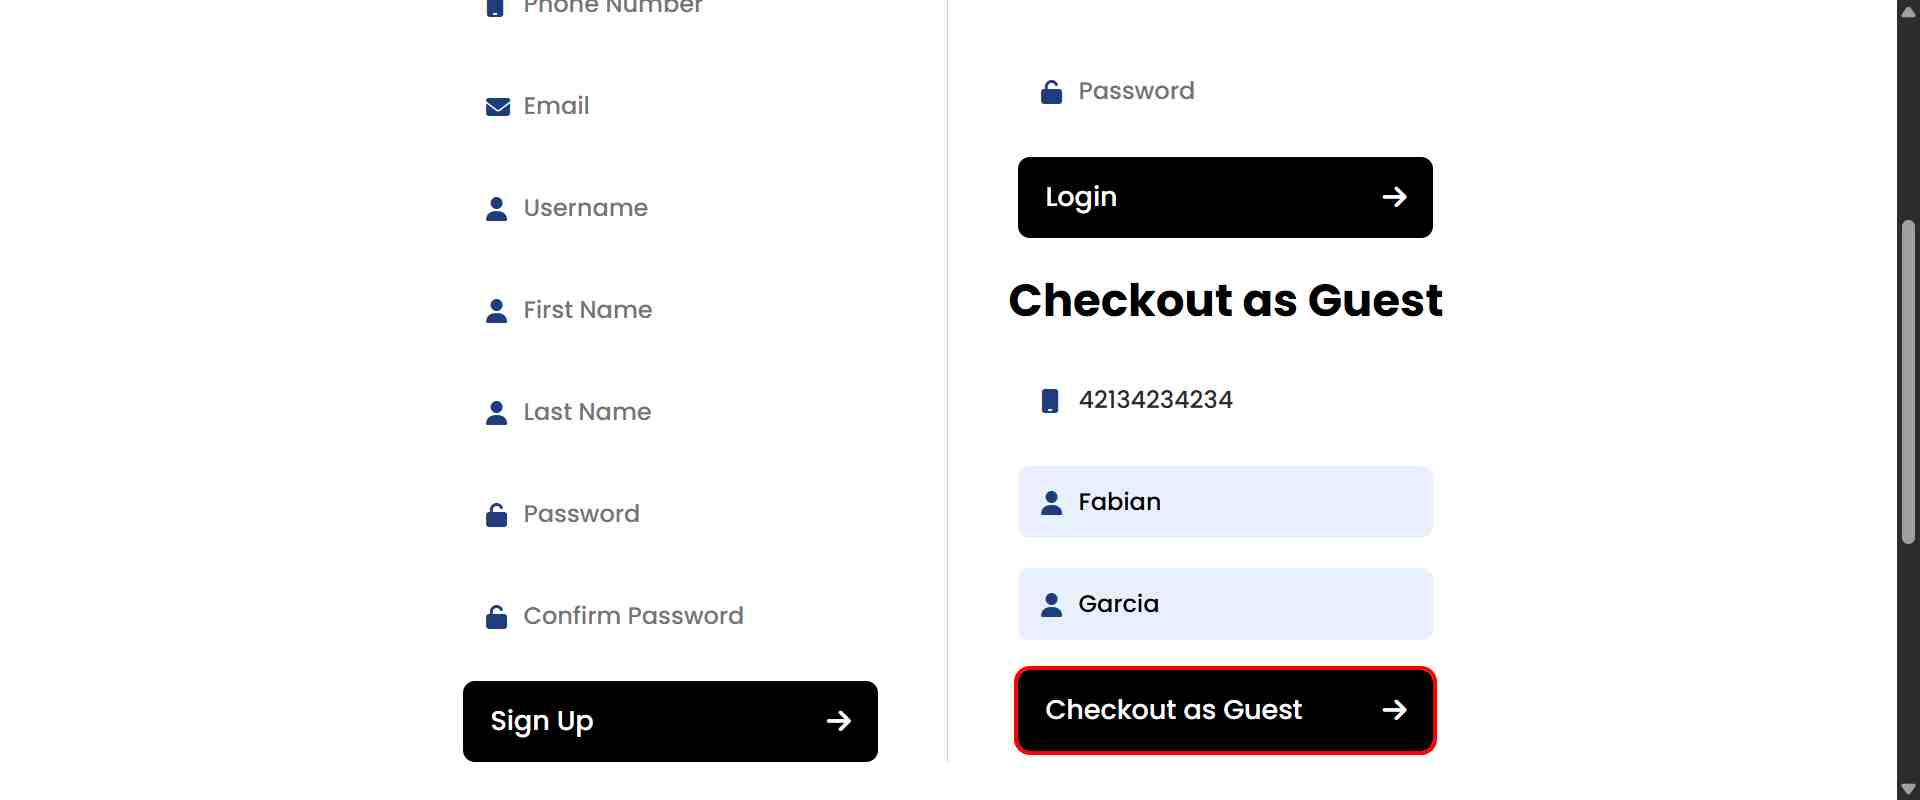 Phone Number
Email
Username
First Name
Last Name
Password
Confirm Password
Sign Up
Password
Login
Checkout as Guest
42134234234
Fabian
Garcia
Checkout as Guest